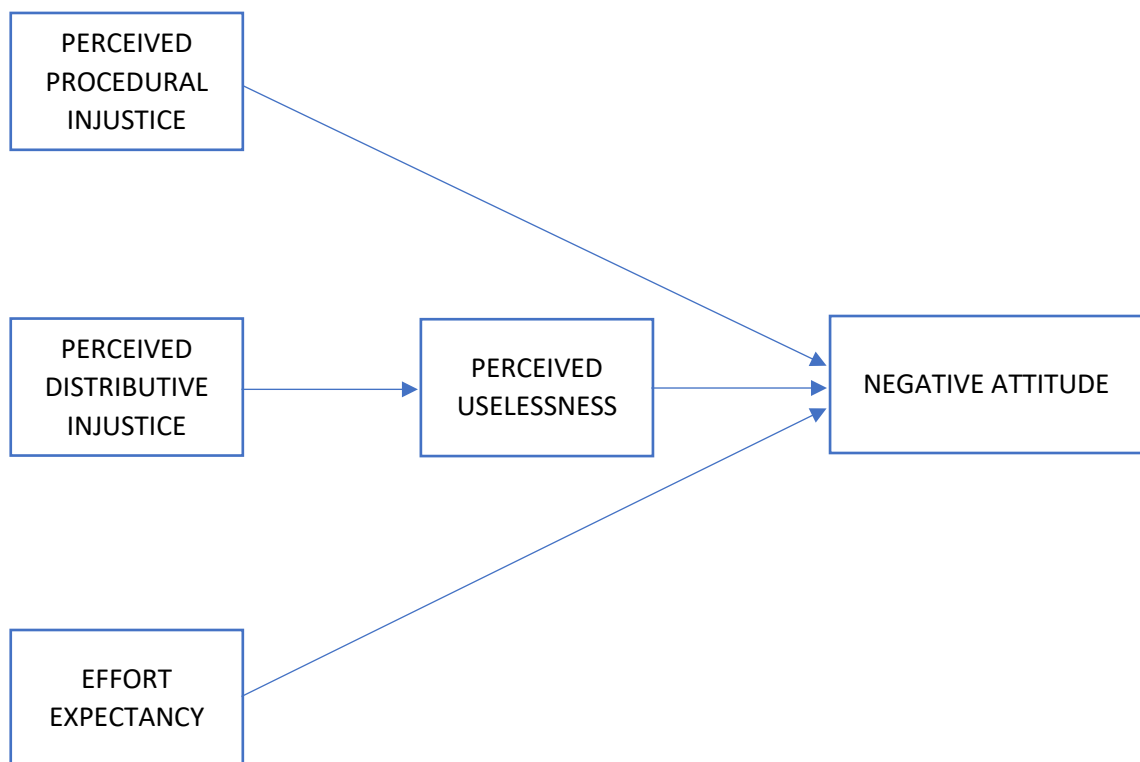 PERCEIVED
PROCEDURAL
INJUSTICE
PERCEIVED
DISTRIBUTIVE
INJUSTICE
PERCEIVED
USELESSNESS
NEGATIVE ATTITUDE
EFFORT
EXPECTANCY